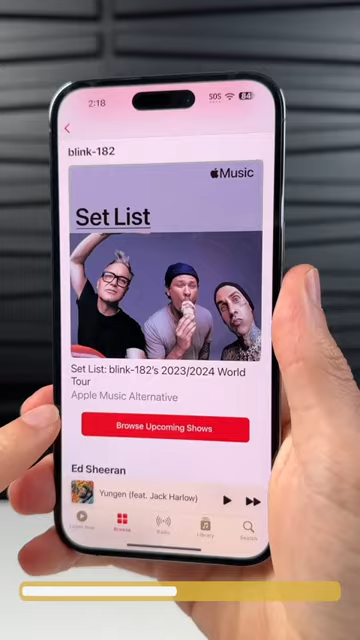 2:18 SOS 84
blink-182
Music
Set List
Set List: blink-182's 2023/2024 World
Tour
Apple Music Alternative
Browse Upcoming Shows
Ed Sheeran
Yungen (feat. Jack Harlow)
Listen Now Browse Radio Library Search